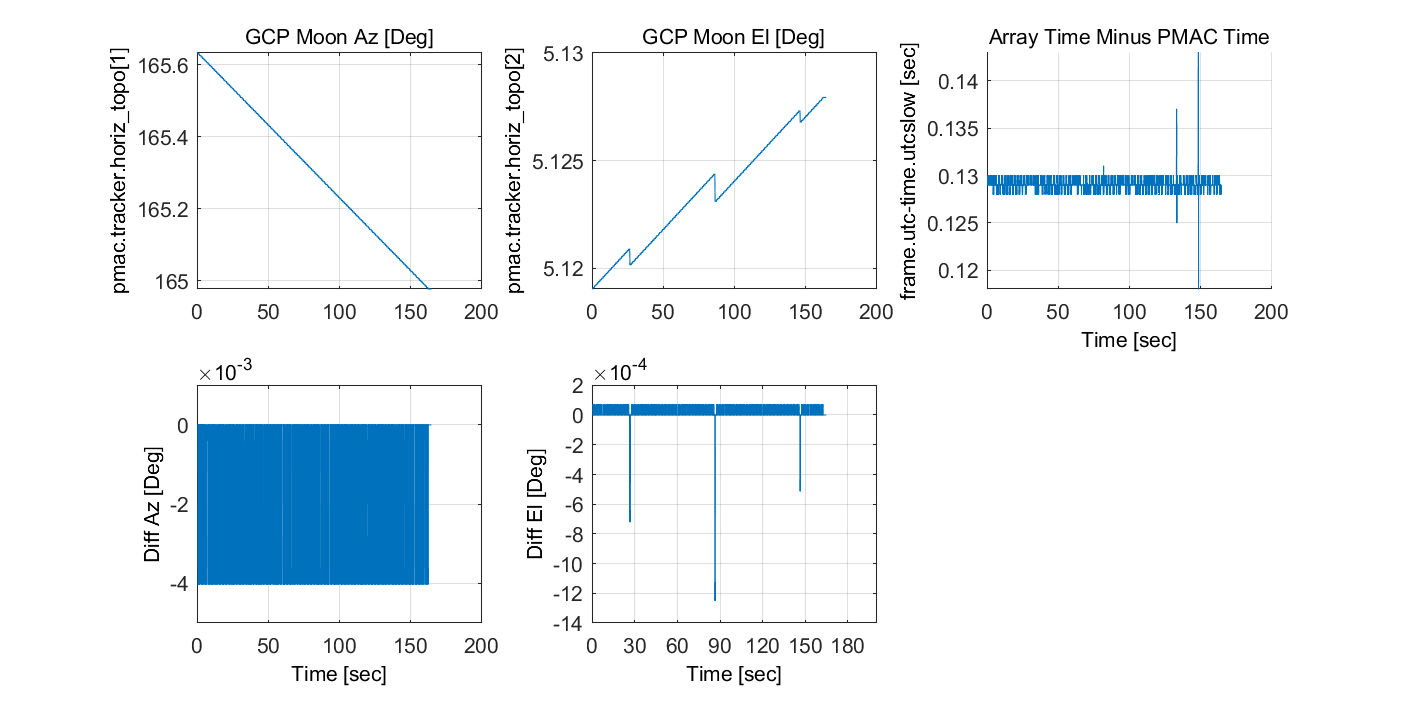 GCP Moon Az [Deg]
pmac.tracker.horiz_topo[1]
165.6
165.4
165.2
165
0 50 100 150 200
GCP Moon El [Deg]
pmac.tracker.horiz_topo[2]
5.13
5.125
5.12
0 50 100 150 200
Array Time Minus PMAC Time
frame.utc-time.utcslow [sec]
0.14
0.135
0.13
0.125
0.12
0 50 100 150 200
Time [sec]
×10-3
Diff Az [Deg]
0
-2
-4
0 50 100 150 200
Time [sec]
×10-4
Diff El [Deg]
2
0
-2
-4
-6
-8
-10
-12
-14
0 30 60 90 120 150 180
Time [sec]